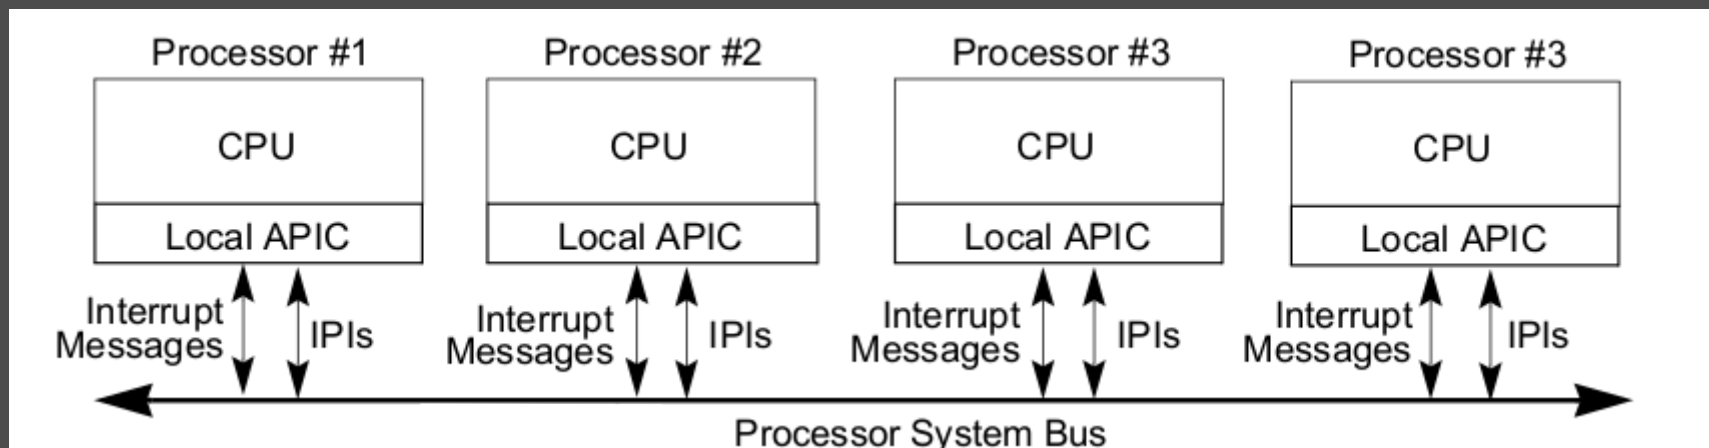 Processor #1
Processor #2
Processor #3
Processor #3
CPU
CPU
CPU
CPU
Local APIC
Local APIC
Local APIC
Local APIC
Interrupt
Messages
IPIs
Interrupt
Messages
IPIs
Interrupt
Messages
IPIs
Interrupt
Messages
IPIs
Processor System Bus